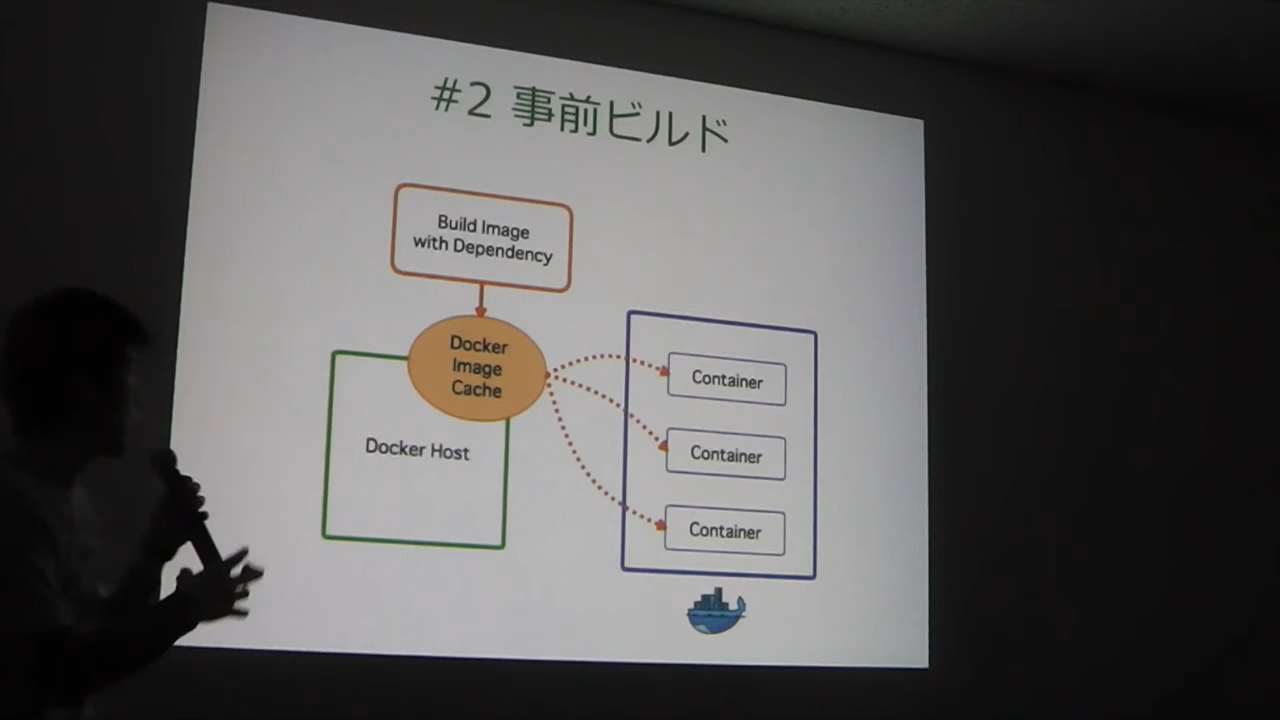 #2 事前ビルド
Build Image
with Dependency
Docker
Image
Cache
Docker Host
Container
Container
Container